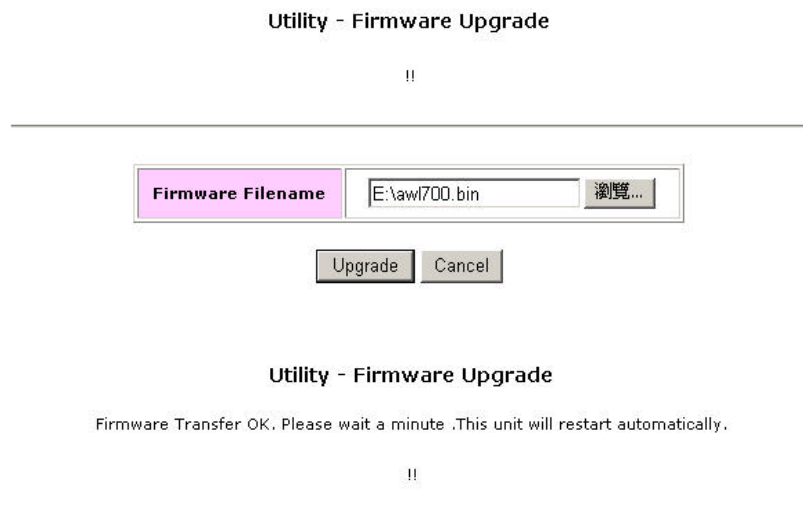 Utility - Firmware Upgrade
!!
Firmware Filename E:\awl700.bin 瀏覽...
Upgrade Cancel
Utility - Firmware Upgrade
Firmware Transfer OK. Please wait a minute .This unit will restart automatically.
!!